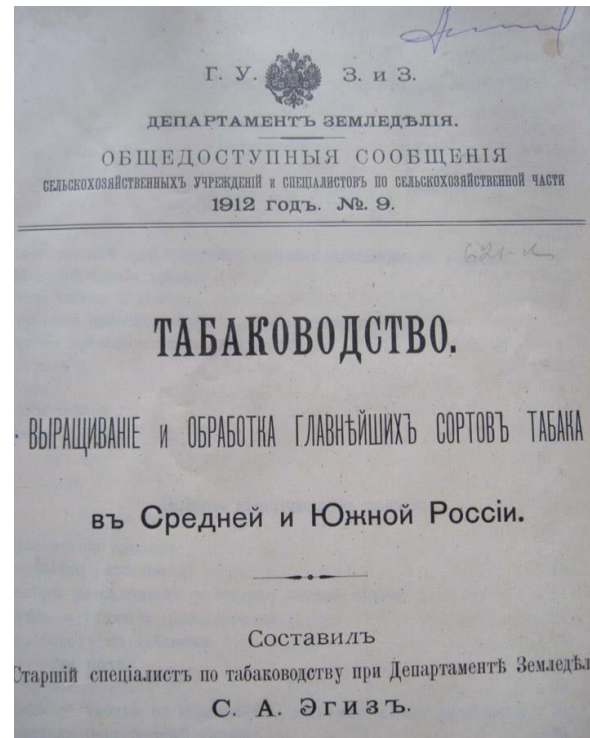 Г. У. З. и З.
ДЕПАРТАМЕНТЪ ЗЕМЛЕДѢЛІЯ.
ОБЩЕДОСТУПНЫЯ СООБЩЕНІЯ
СЕЛЬСКОХОЗЯЙСТВЕННЫХЪ УЧРЕЖДЕНІЙ И СПЕЦІАЛИСТОВЪ ПО СЕЛЬСКОХОЗЯЙСТВЕННОЙ ЧАСТИ
1912 годъ. №. 9.
ТАБАКОВОДСТВО.
ВЫРАЩИВАНІЕ И ОБРАБОТКА ГЛАВНѢЙШИХЪ СОРТОВЪ ТАБАКА
въ Средней и Южной Россіи.
Составилъ
Старшій спеціалистъ по табаководству при Департаментѣ Земледѣл
С. А. Эгизъ.